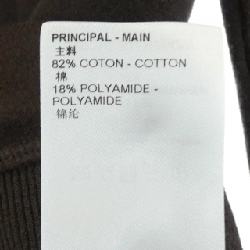 PRINCIPAL - MAIN
主料
82% COTON - COTTON
棉
18% POLYAMIDE -
POLYAMIDE
锦纶